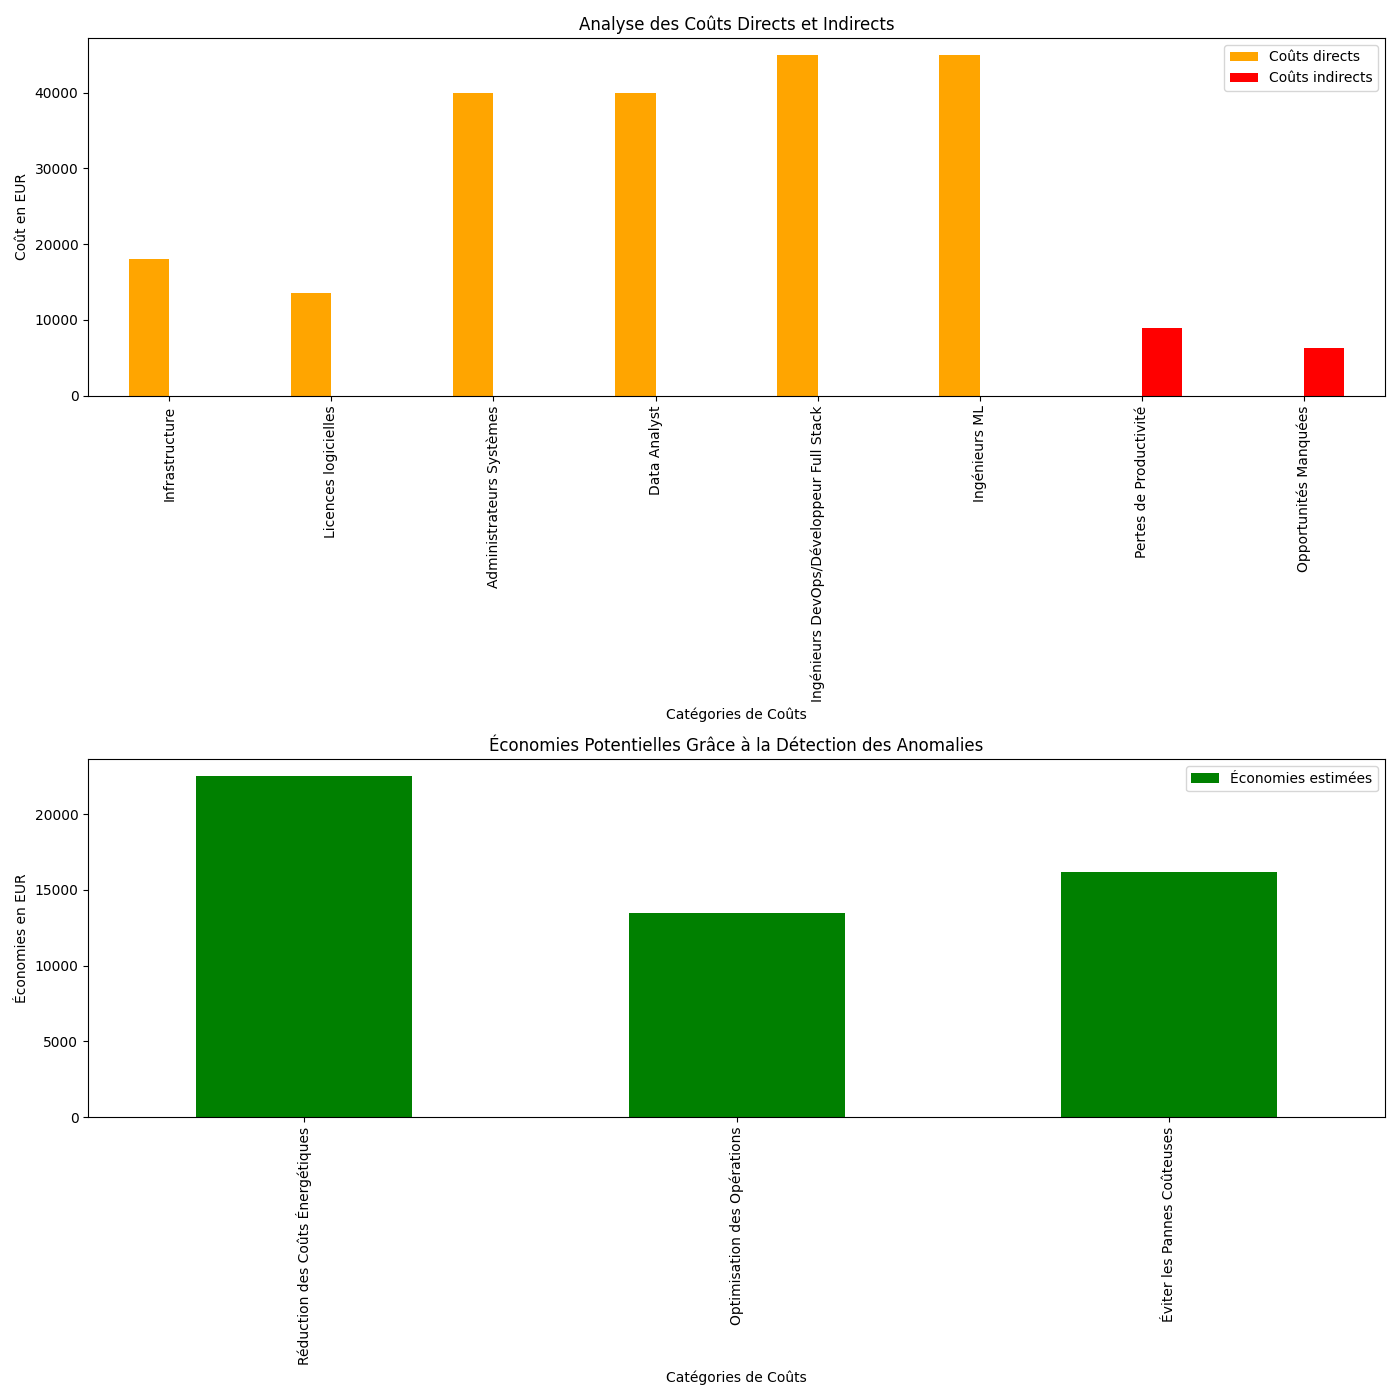 Analyse des Coûts Directs et Indirects
Coûts directs
Coûts indirects
Coût en EUR
40000
30000
20000
10000
0
Infrastructure
Licences logicielles
Administrateurs Systèmes
Data Analyst
Ingénieurs DevOps/Développeur Full Stack
Ingénieurs ML
Pertes de Productivité
Opportunités Manquées
Catégories de Coûts
Économies Potentielles Grâce à la Détection des Anomalies
Économies estimées
Économies en EUR
20000
15000
10000
5000
0
Réduction des Coûts Énergétiques
Optimisation des Opérations
Éviter les Pannes Coûteuses
Catégories de Coûts